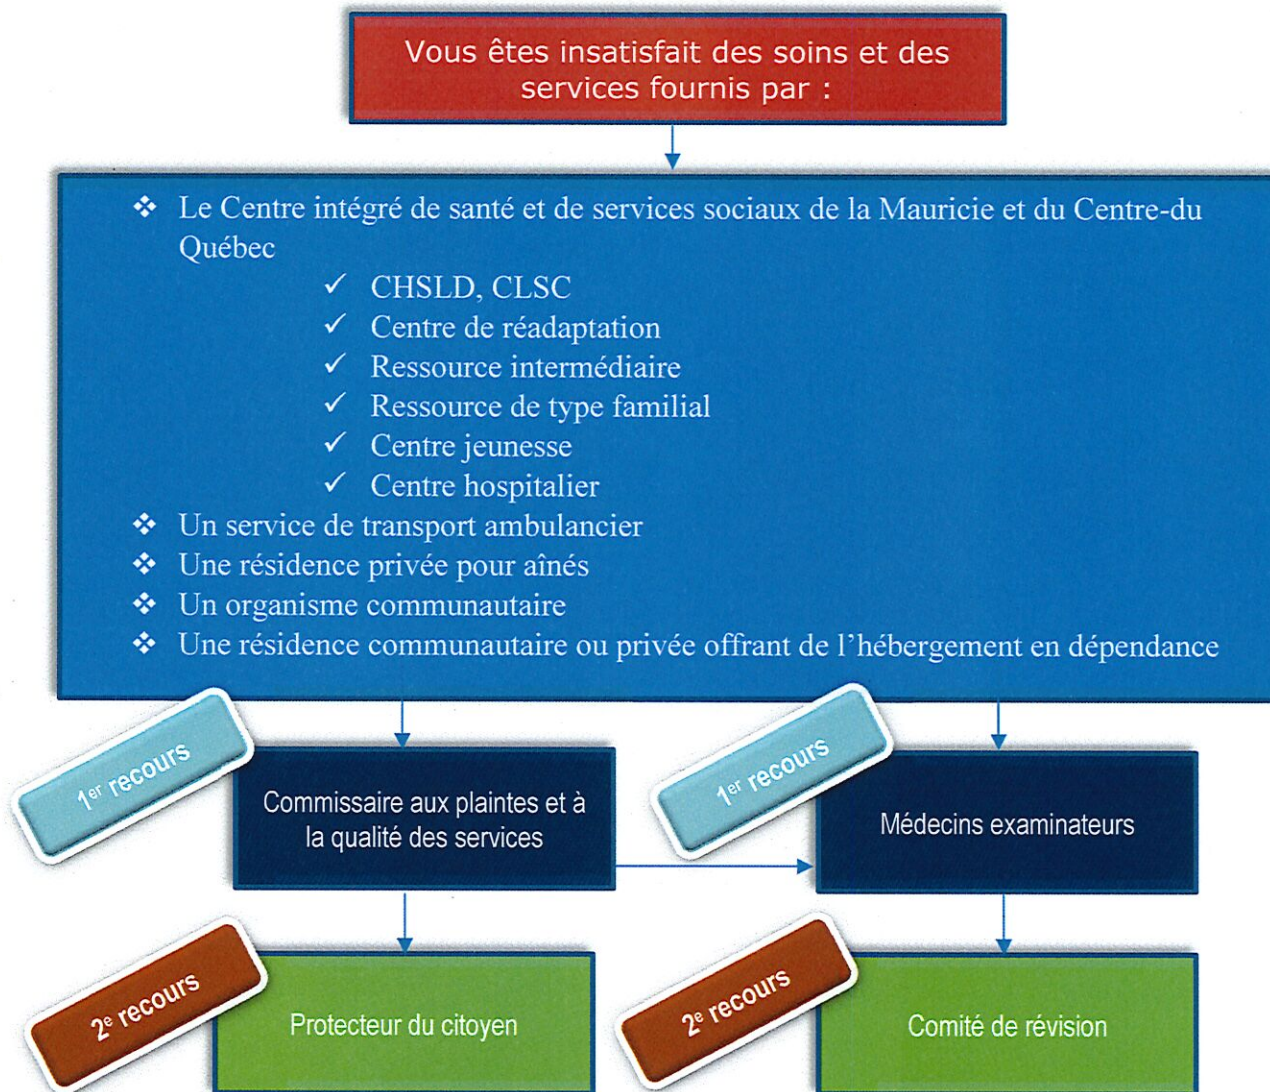 Vous êtes insatisfait des soins et des
services fournis par :
❖ Le Centre intégré de santé et de services sociaux de la Mauricie et du Centre-du
Québec
✓ CHSLD, CLSC
✓ Centre de réadaptation
✓ Ressource intermédiaire
✓ Ressource de type familial
✓ Centre jeunesse
✓ Centre hospitalier
❖ Un service de transport ambulancier
❖ Une résidence privée pour aînés
❖ Un organisme communautaire
❖ Une résidence communautaire ou privée offrant de l’hébergement en dépendance
1er recours
Commissaire aux plaintes et à
la qualité des services
1er recours
Médecins examinateurs
2e recours
Protecteur du citoyen
2e recours
Comité de révision